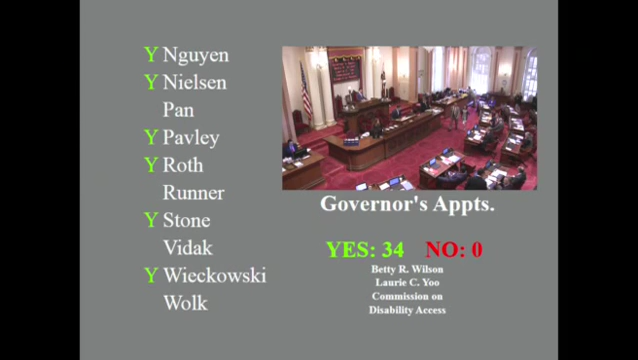 Y Nguyen
Y Nielsen
Pan
Y Pavley
Y Roth
Runner
Y Stone
Vidak
Y Wieckowski
Wolk
Governor's Appts.
YES: 34 NO: 0
Betty R. Wilson
Laurie C. Yoo
Commission on
Disability Access